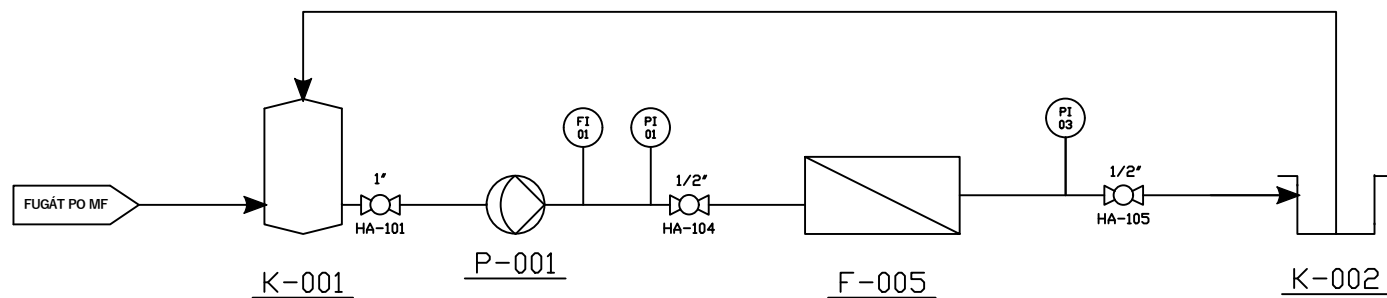 FI
01
PI
01
PI
03
FUGÁT PO MF
1"
HA-101
1/2"
HA-104
1/2"
HA-105
K-001
P-001
F-005
K-002